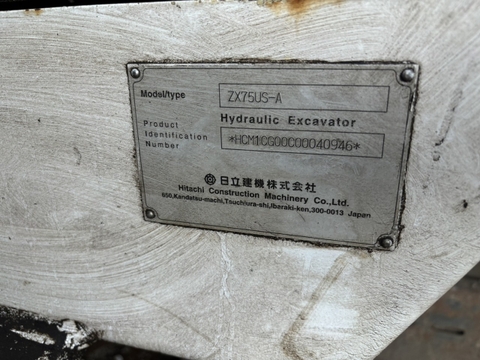 Model/type ZX75US-A
Hydraulic Excavator
Product Identification Number *HCM1CG00C00040946*
日立建機株式会社
Hitachi Construction Machinery Co.,Ltd.
650,Kandatsu-machi,Tsuchiura-shi,Ibaraki-ken,300-0013 Japan